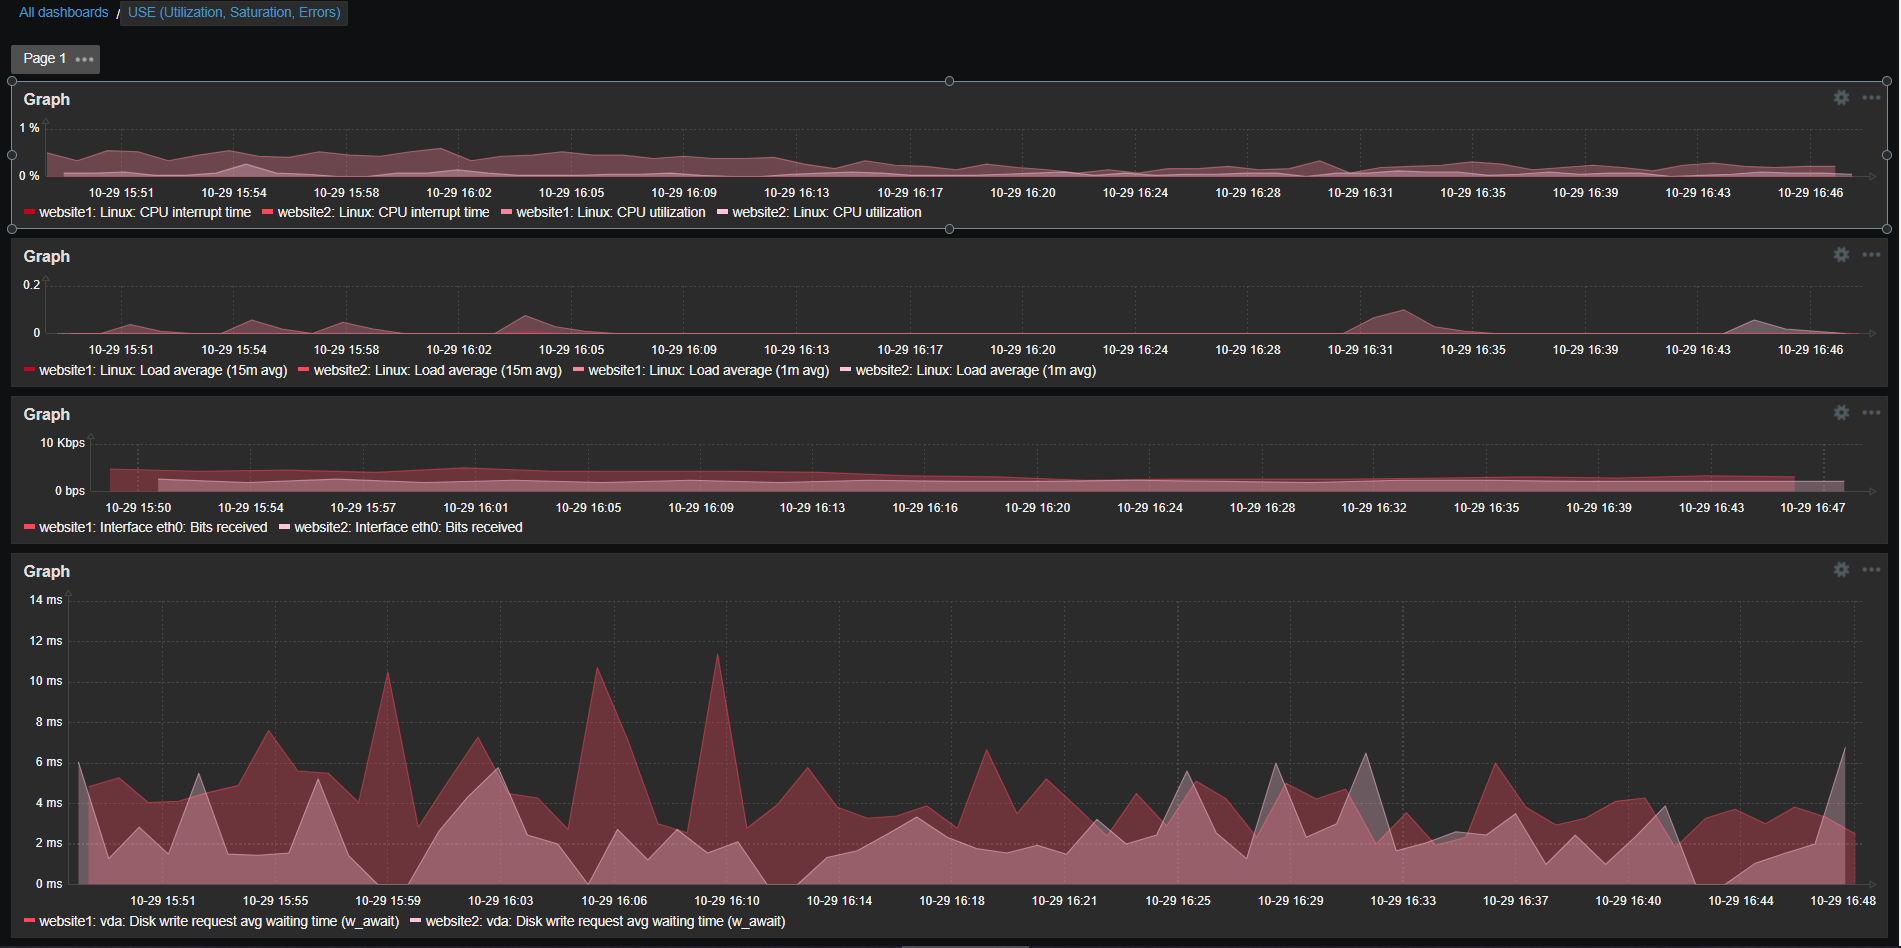 All dashboards / USE (Utilization, Saturation, Errors)
Page 1
Graph
1 %
0 %
10-29 15:51 10-29 15:54 10-29 15:58 10-29 16:02 10-29 16:05 10-29 16:09 10-29 16:13 10-29 16:17 10-29 16:20 10-29 16:24 10-29 16:28 10-29 16:31 10-29 16:35 10-29 16:39 10-29 16:43 10-29 16:46
website1: Linux: CPU interrupt time website2: Linux: CPU interrupt time website1: Linux: CPU utilization website2: Linux: CPU utilization
Graph
0.2
0
10-29 15:51 10-29 15:54 10-29 15:58 10-29 16:02 10-29 16:05 10-29 16:09 10-29 16:13 10-29 16:17 10-29 16:20 10-29 16:24 10-29 16:28 10-29 16:31 10-29 16:35 10-29 16:39 10-29 16:43 10-29 16:46
website1: Linux: Load average (15m avg) website2: Linux: Load average (15m avg) website1: Linux: Load average (1m avg) website2: Linux: Load average (1m avg)
Graph
10 Kbps
0 bps
10-29 15:50 10-29 15:54 10-29 15:57 10-29 16:01 10-29 16:05 10-29 16:09 10-29 16:13 10-29 16:16 10-29 16:20 10-29 16:24 10-29 16:28 10-29 16:32 10-29 16:35 10-29 16:39 10-29 16:43 10-29 16:47
website1: Interface eth0: Bits received website2: Interface eth0: Bits received
Graph
14 ms
12 ms
10 ms
8 ms
6 ms
4 ms
2 ms
0 ms
10-29 15:51 10-29 15:55 10-29 15:59 10-29 16:03 10-29 16:06 10-29 16:10 10-29 16:14 10-29 16:18 10-29 16:21 10-29 16:25 10-29 16:29 10-29 16:33 10-29 16:37 10-29 16:40 10-29 16:44 10-29 16:48
website1: vda: Disk write request avg waiting time (w_await) website2: vda: Disk write request avg waiting time (w_await)